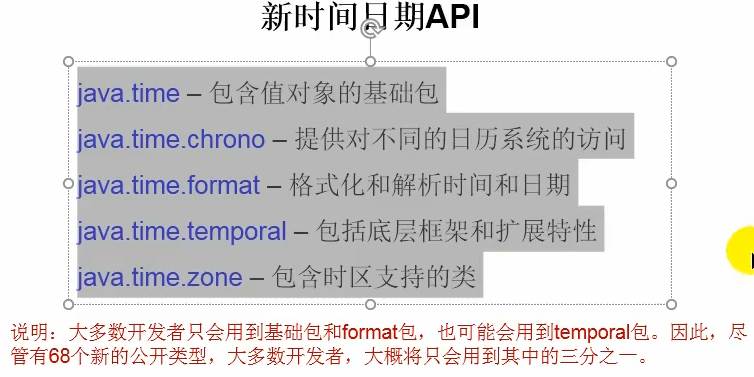 新时间日期API
java.time – 包含值对象的基础包
java.time.chrono – 提供对不同的日历系统的访问
java.time.format – 格式化和解析时间和日期
java.time.temporal – 包括底层框架和扩展特性
java.time.zone – 包含时区支持的类
说明：大多数开发者只会用到基础包和format包，也可能会用到temporal包。因此，尽
管有68个新的公开类型，大多数开发者，大概将只会用到其中的三分之一。